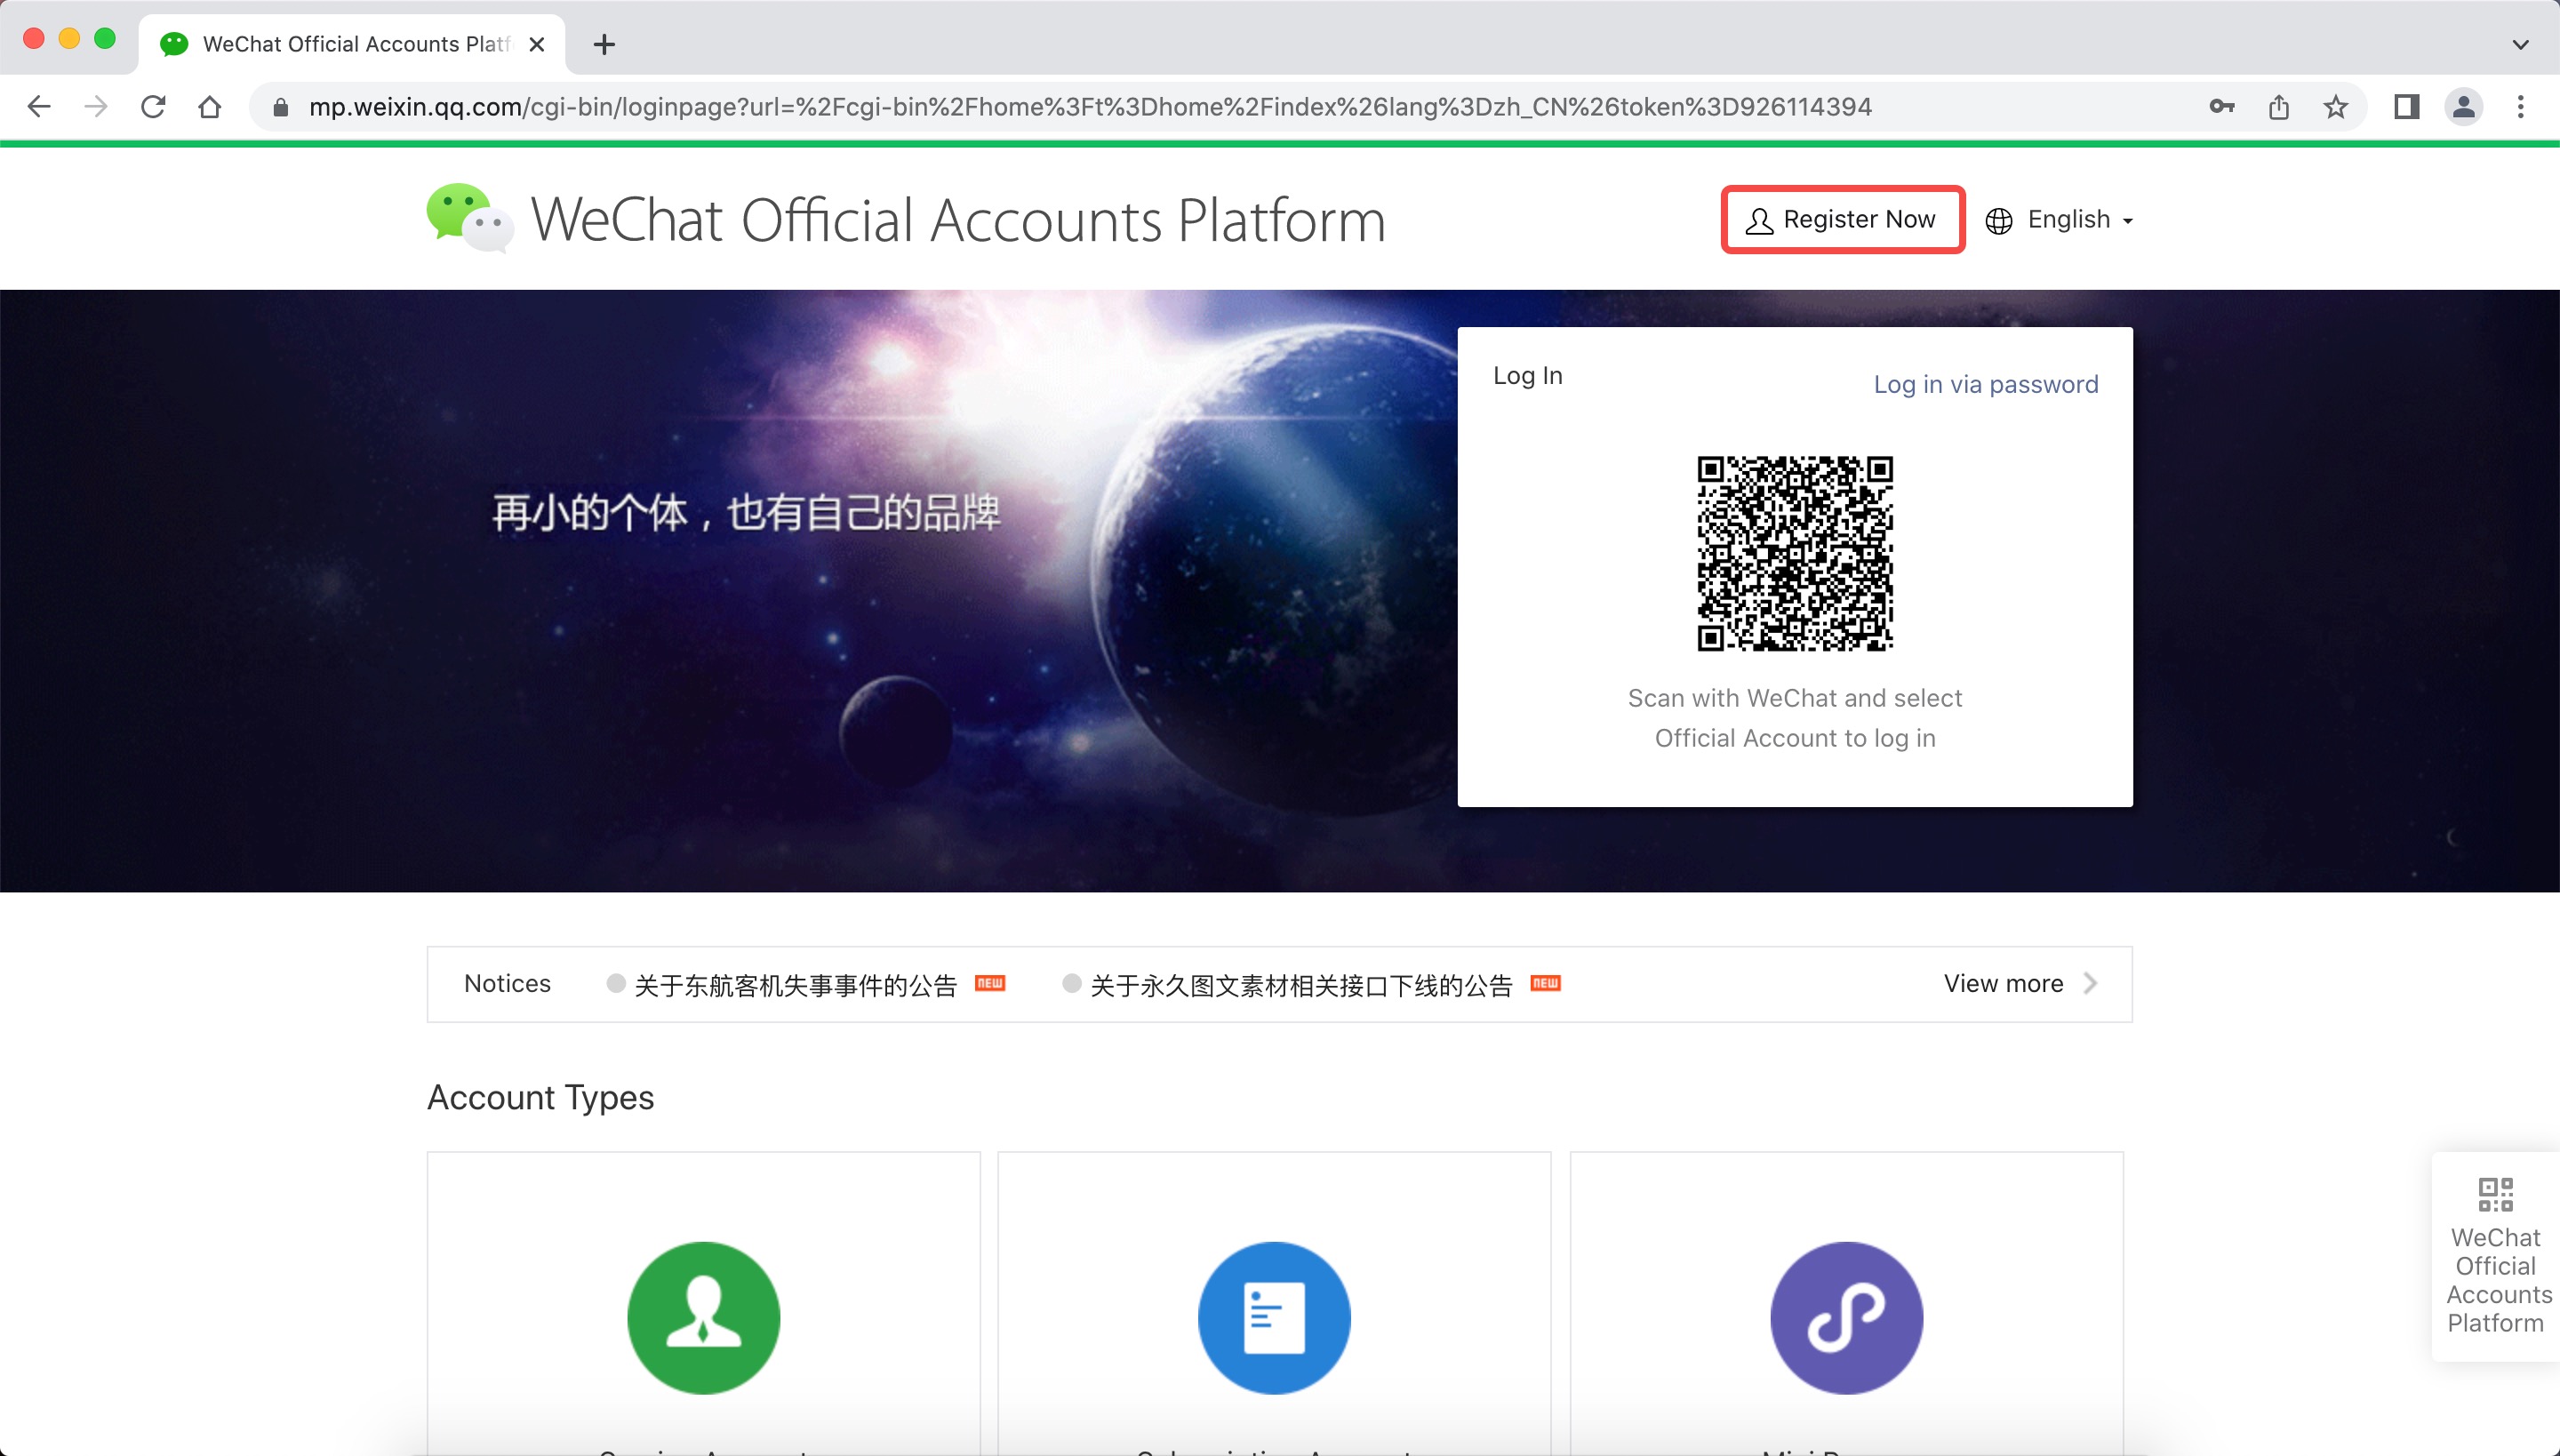 WeChat Official Accounts Platf
mp.weixin.qq.com/cgi-bin/loginpage?url=%2Fcgi-bin%2Fhome%3Ft%3Dhome%2Findex%26lang%3Dzh_CN%26token%3D926114394
WeChat Official Accounts Platform
Register Now
English
Log In
Log in via password
再小的个体，也有自己的品牌
Scan with WeChat and select
Official Account to log in
Notices
关于东航客机失事事件的公告 NEW
关于永久图文素材相关接口下线的公告 NEW
View more
Account Types
WeChat
Official
Accounts
Platform